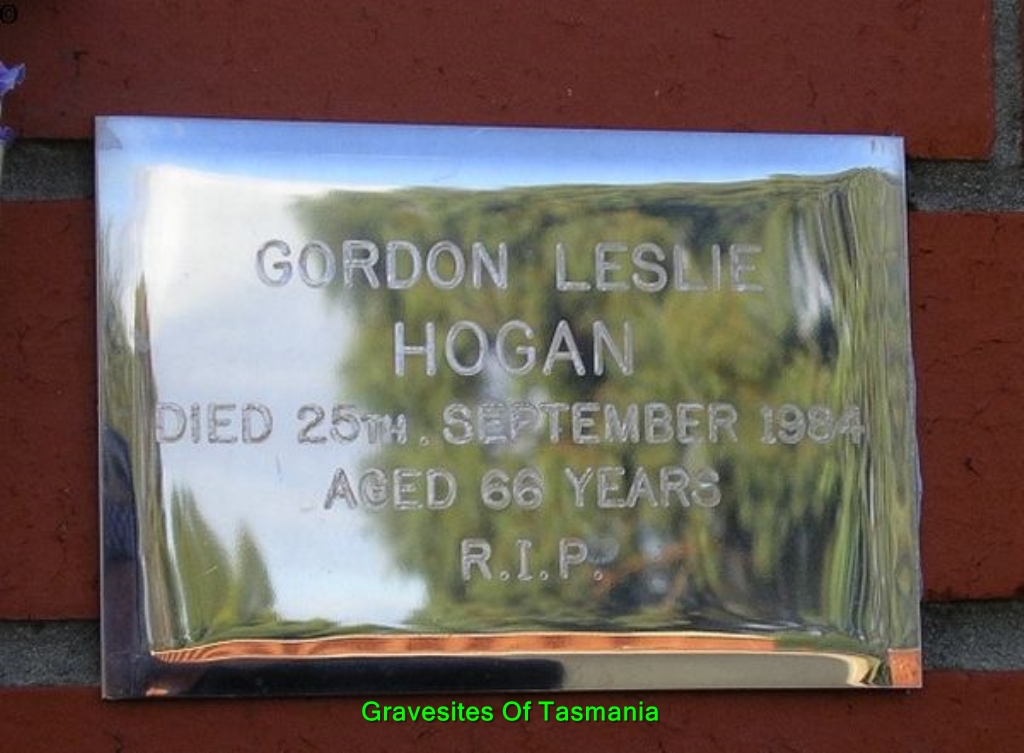 ©
GORDON LESLIE
HOGAN
DIED 25TH. SEPTEMBER 1984
AGED 66 YEARS
R.I.P.
Gravesites Of Tasmania